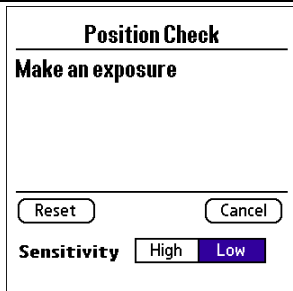 Position Check
Make an exposure
Reset Cancel
Sensitivity High Low